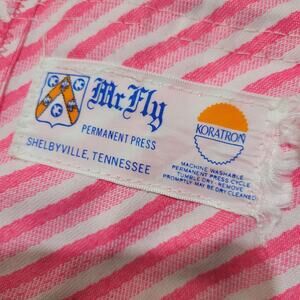 Mr. Fly
PERMANENT PRESS
SHELBYVILLE, TENNESSEE
KORATRON
MACHINE WASHABLE
PERMANENT PRESS CYCLE
TUMBLE DRY - REMOVE
PROMPTLY MAY BE DRY CLEANED